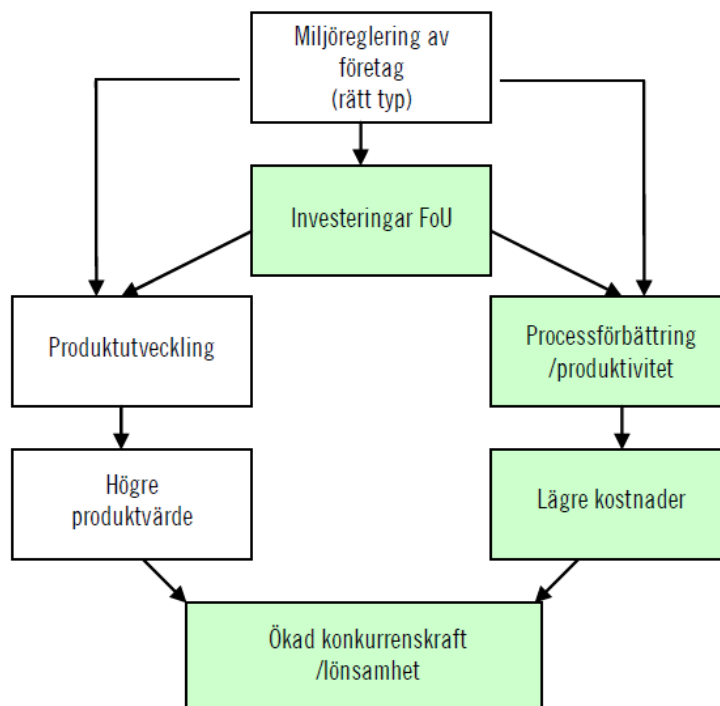 Miljöreglering av
företag
(rätt typ)
Investeringar FoU
Produktutveckling
Processförbättring
/produktivitet
Högre
produktvärde
Lägre kostnader
Ökad konkurrenskraft
/lönsamhet